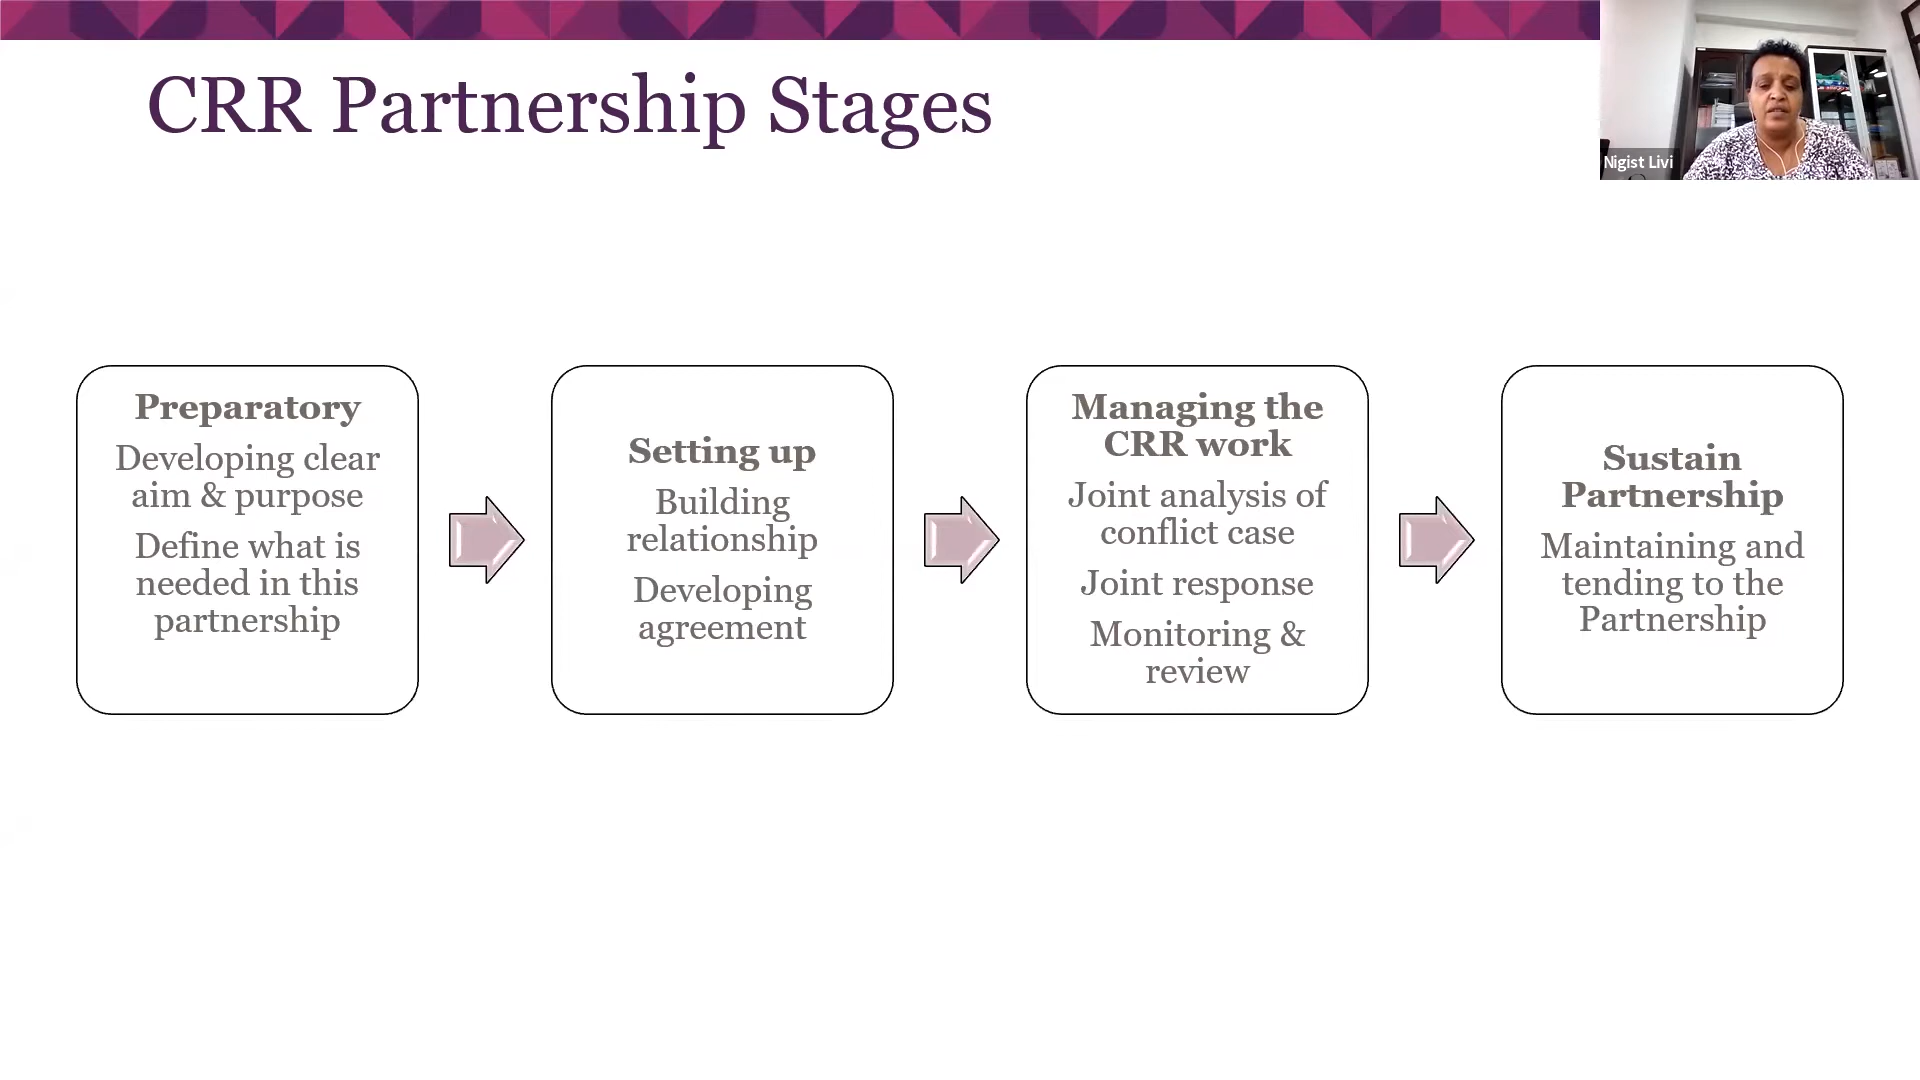 CRR Partnership Stages
Nigist Livi
Preparatory
Developing clear
aim & purpose
Define what is
needed in this
partnership
Setting up
Building
relationship
Developing
agreement
Managing the
CRR work
Joint analysis of
conflict case
Joint response
Monitoring &
review
Sustain
Partnership
Maintaining and
tending to the
Partnership